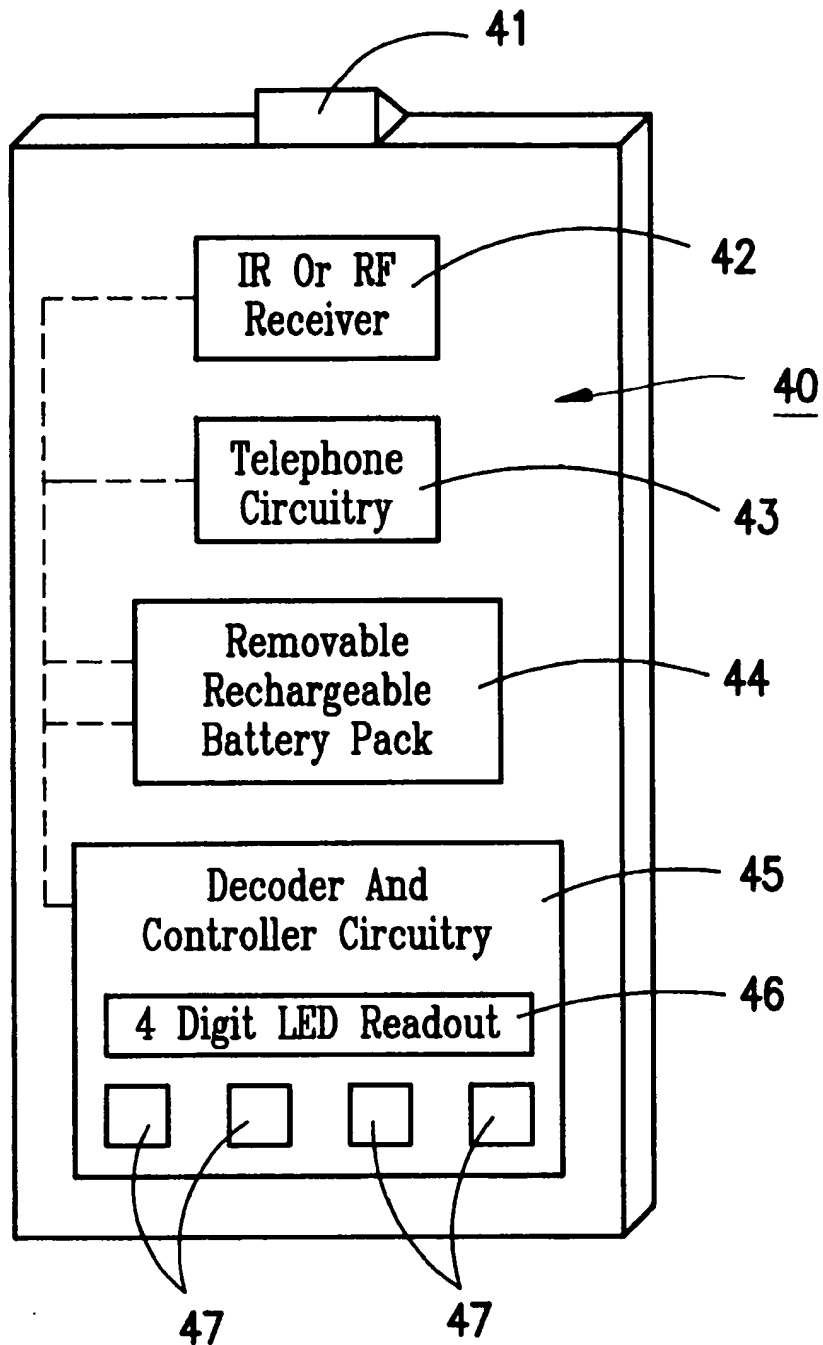 41
IR Or RF
Receiver
42
40
Telephone
Circuitry
43
Removable
Rechargeable
Battery Pack
44
Decoder And
Controller Circuitry
45
4 Digit LED Readout
46
47
47